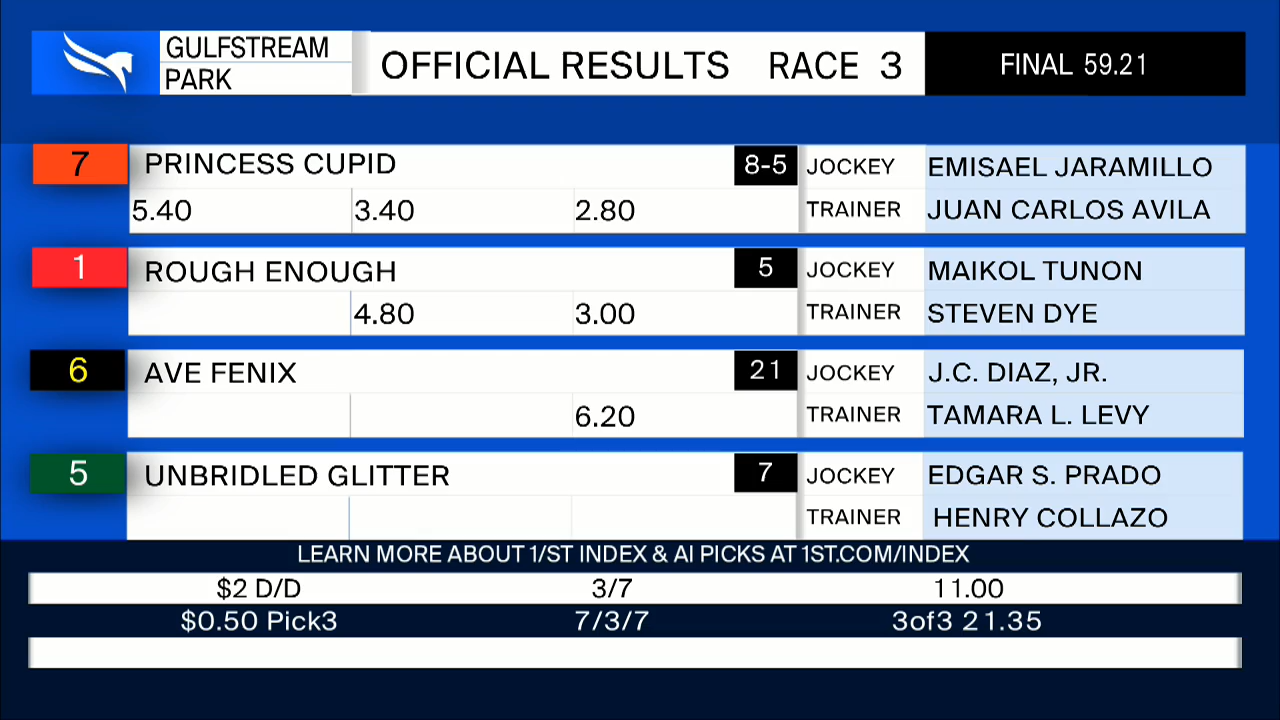 GULFSTREAM
PARK
OFFICIAL RESULTS RACE 3
FINAL 59.21
7 PRINCESS CUPID 8-5 JOCKEY EMISAEL JARAMILLO
5.40 3.40 2.80 TRAINER JUAN CARLOS AVILA
1 ROUGH ENOUGH 5 JOCKEY MAIKOL TUNON
4.80 3.00 TRAINER STEVEN DYE
6 AVE FENIX 21 JOCKEY J.C. DIAZ, JR.
6.20 TRAINER TAMARA L. LEVY
5 UNBRIDLED GLITTER 7 JOCKEY EDGAR S. PRADO
TRAINER HENRY COLLAZO
LEARN MORE ABOUT 1/ST INDEX & AI PICKS AT 1ST.COM/INDEX
$2 D/D 3/7 11.00
$0.50 Pick3 7/3/7 3of3 21.35